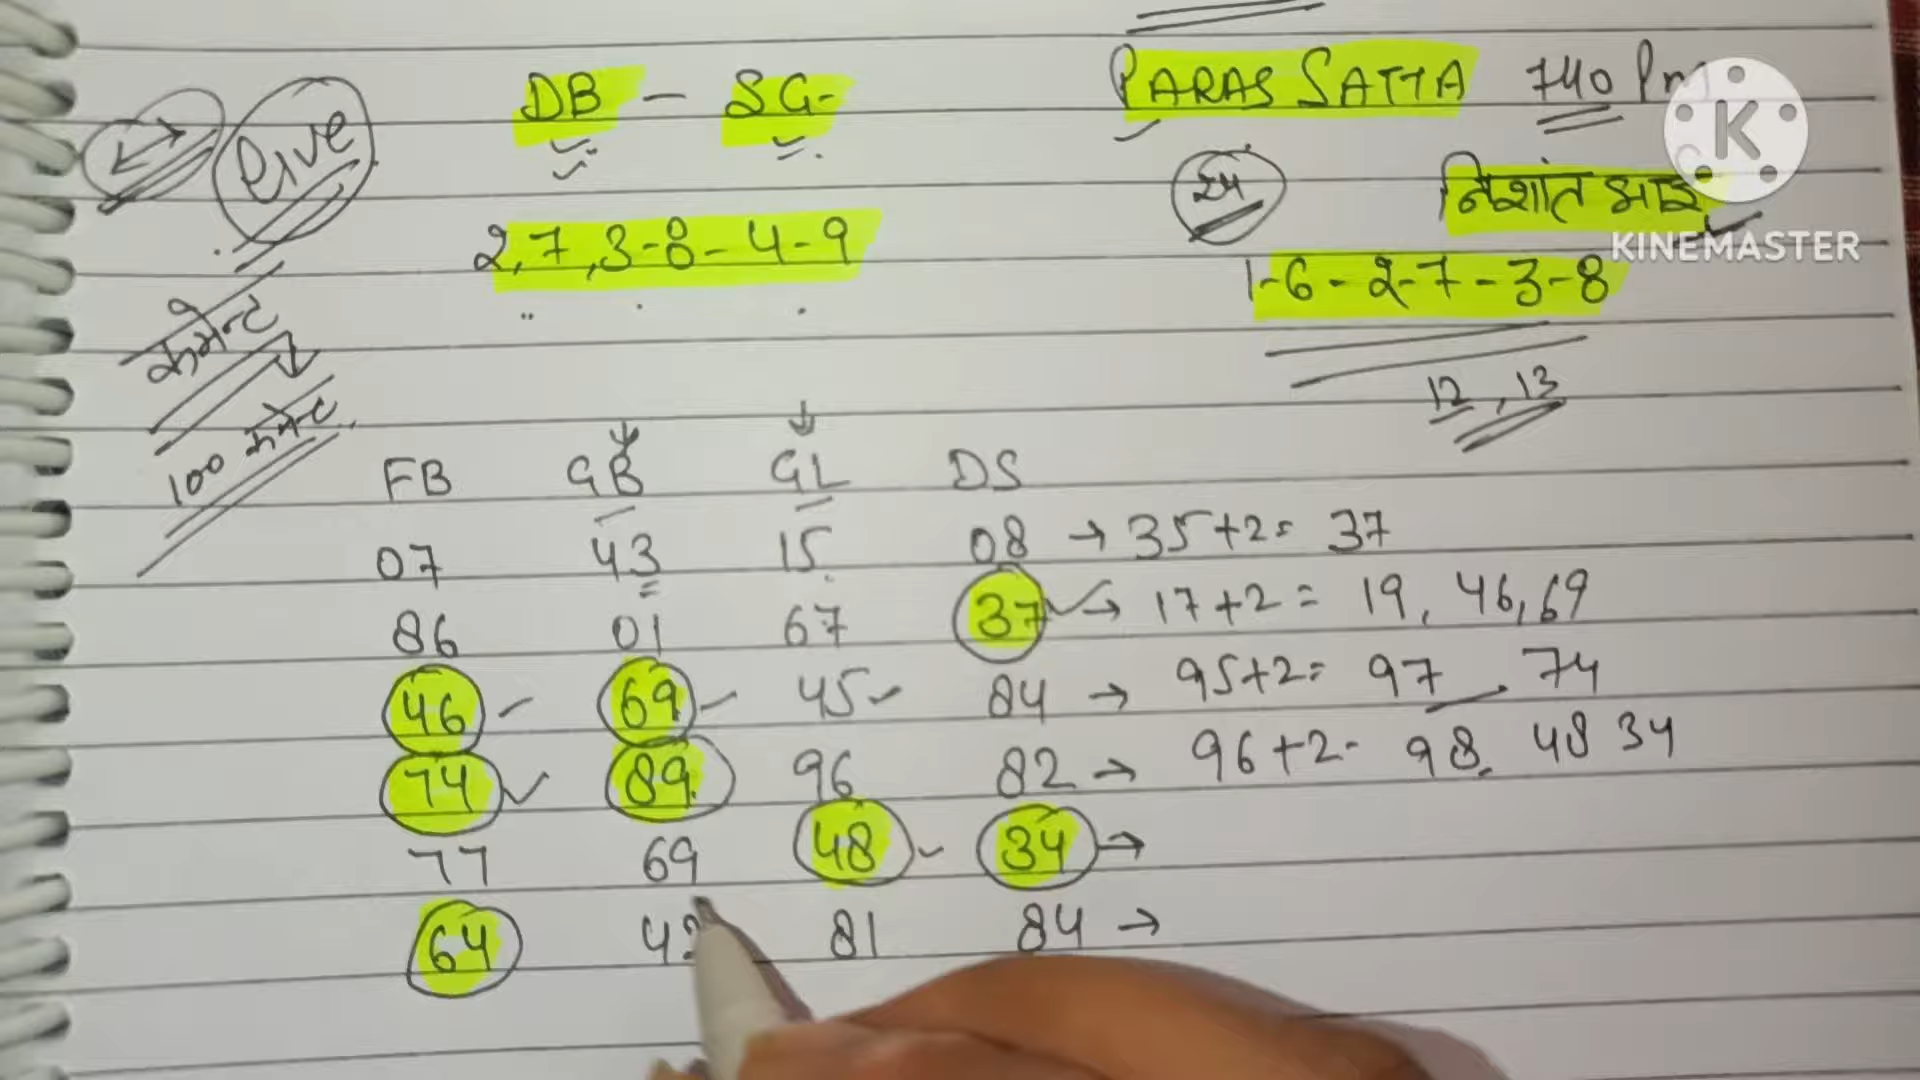 DB - SG-
PARAS SATTA 740 Pm
Live
निशांत भाई
2,7,3-8-4-9
1-6-2-7-3-8
KINEMASTER
कमेन्ट
100 कमेन्ट
12, 13
FB GB GL DS
07 43 15 08 → 35+2= 37
86 01 67 37 → 17+2= 19, 46, 69
46 69 45 84 → 95+2= 97 74
74 89 96 82 → 96+2- 98. 48 34
77 69 48 34 →
64 42 81 84 →